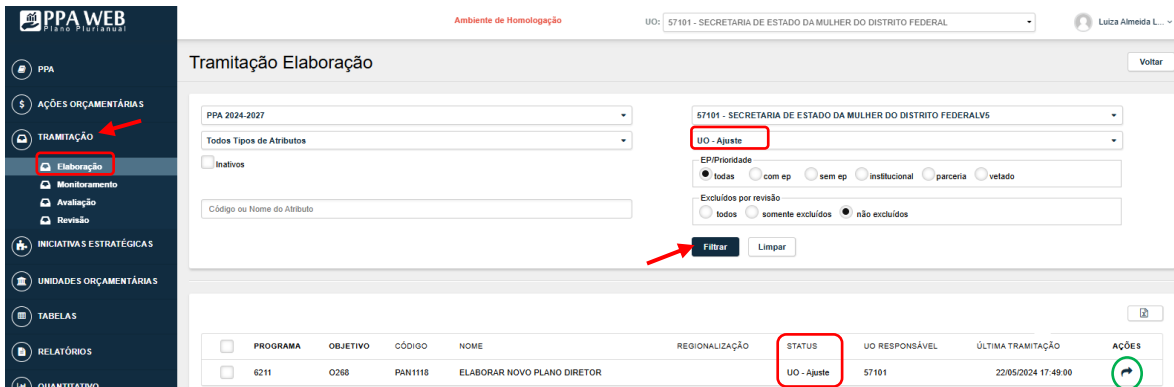 PPA WEB
Plano Plurianual
Ambiente de Homologação
UO: 57101 - SECRETARIA DE ESTADO DA MULHER DO DISTRITO FEDERAL
Luiza Almeida L...
PPA
AÇÕES ORÇAMENTÁRIAS
TRAMITAÇÃO
Elaboração
Monitoramento
Avaliação
Revisão
INICIATIVAS ESTRATÉGICAS
UNIDADES ORÇAMENTÁRIAS
TABELAS
RELATÓRIOS
QUANTITATIVO
Tramitação Elaboração
Voltar
PPA 2024-2027
57101 - SECRETARIA DE ESTADO DA MULHER DO DISTRITO FEDERALV5
Todos Tipos de Atributos
UO - Ajuste
Inativos
EP/Prioridade
todas com ep sem ep institucional parceria vetado
Código ou Nome do Atributo
Excluídos por revisão
todos somente excluídos não excluídos
Filtrar Limpar
PROGRAMA OBJETIVO CÓDIGO NOME REGIONALIZAÇÃO STATUS UO RESPONSÁVEL ÚLTIMA TRAMITAÇÃO AÇÕES
6211 O268 PAN1118 ELABORAR NOVO PLANO DIRETOR UO - Ajuste 57101 22/05/2024 17:49:00